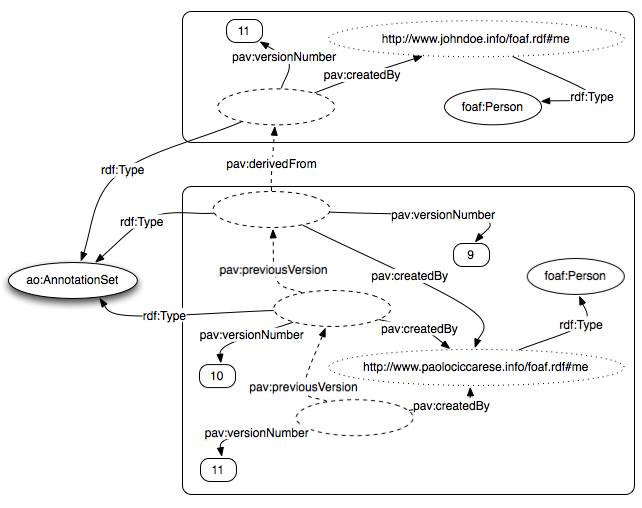 11
http://www.johndoe.info/foaf.rdf#me
pav:versionNumber
pav:createdBy
rdf:Type
foaf:Person
pav:derivedFrom
rdf:Type
rdf:Type
pav:versionNumber
9
pav:previousVersion
pav:createdBy
foaf:Person
ao:AnnotationSet
rdf:Type
pav:createdBy
rdf:Type
pav:versionNumber
http://www.paolociccarese.info/foaf.rdf#me
10
pav:previousVersion
pav:createdBy
pav:versionNumber
11